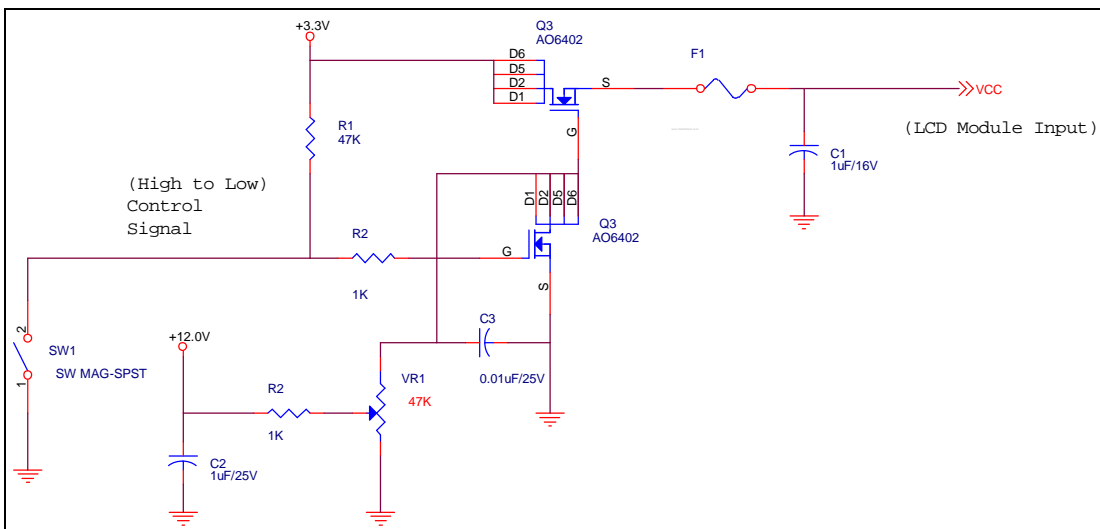 +3.3V
Q3
AO6402
D6
D5
D2
D1
S
G
F1
VCC
(LCD Module Input)
R1
47K
C1
1uF/16V
(High to Low)
Control
Signal
D1
D2
D5
D6
Q3
AO6402
R2
1K
G
S
2
1
SW1
SW MAG-SPST
+12.0V
C3
0.01uF/25V
R2
1K
VR1
47K
C2
1uF/25V